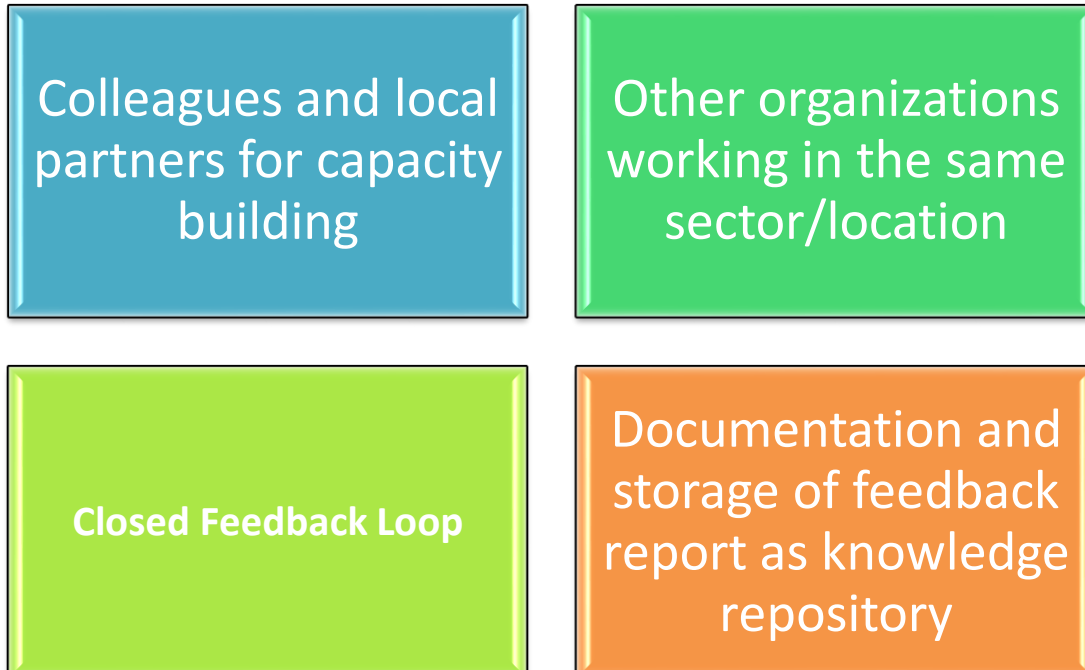 Colleagues and local
partners for capacity
building
Other organizations
working in the same
sector/location
Closed Feedback Loop
Documentation and
storage of feedback
report as knowledge
repository